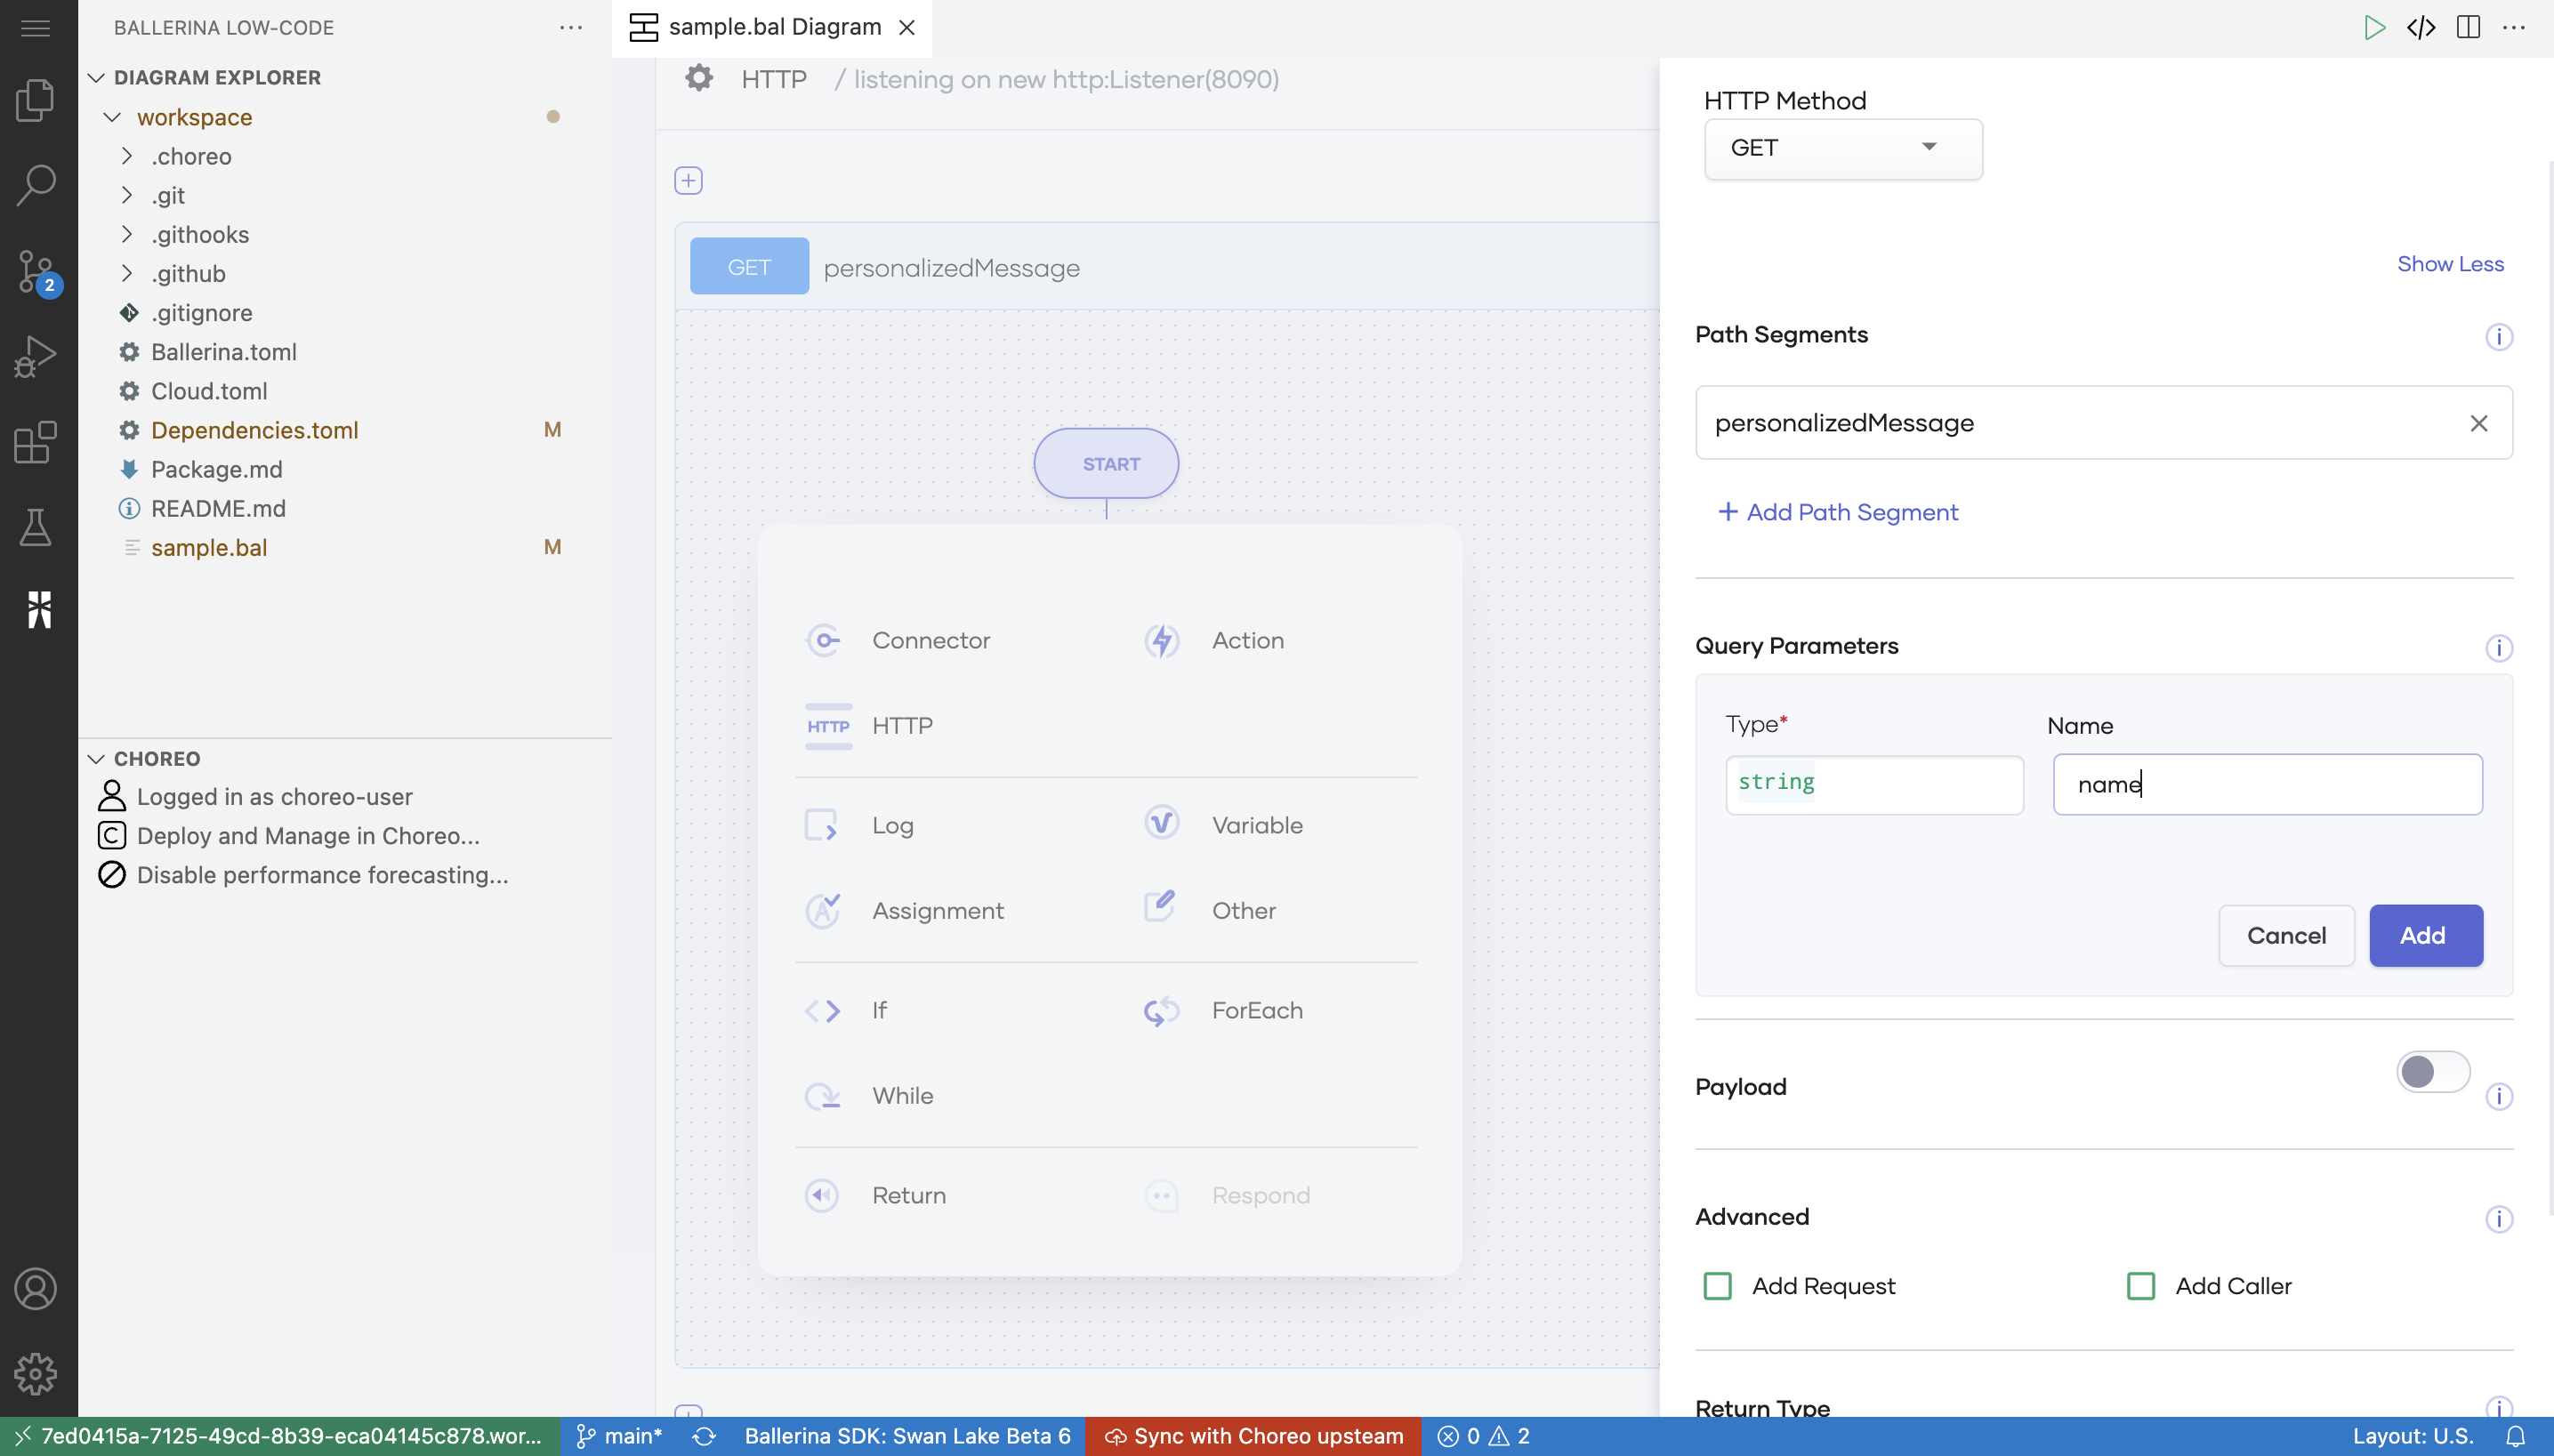 BALLERINA LOW-CODE
DIAGRAM EXPLORER
workspace
.choreo
.git
.githooks
.github
.gitignore
Ballerina.toml
Cloud.toml
Dependencies.toml M
Package.md
README.md
sample.bal M
2
CHOREO
Logged in as choreo-user
C Deploy and Manage in Choreo...
Disable performance forecasting...
sample.bal Diagram
HTTP / listening on new http:Listener(8090)
GET personalizedMessage
START
Connector
Action
HTTP HTTP
Log
Variable
Assignment
Other
If
ForEach
While
Return
Respond
HTTP Method
GET
Show Less
Path Segments
personalizedMessage
+ Add Path Segment
Query Parameters
Type*
Name
string
name
Cancel
Add
Payload
Advanced
Add Request
Add Caller
Return Type
7ed0415a-7125-49cd-8b39-eca04145c878.wor... main* Ballerina SDK: Swan Lake Beta 6 Sync with Choreo upsteam 0 2 Layout: U.S.